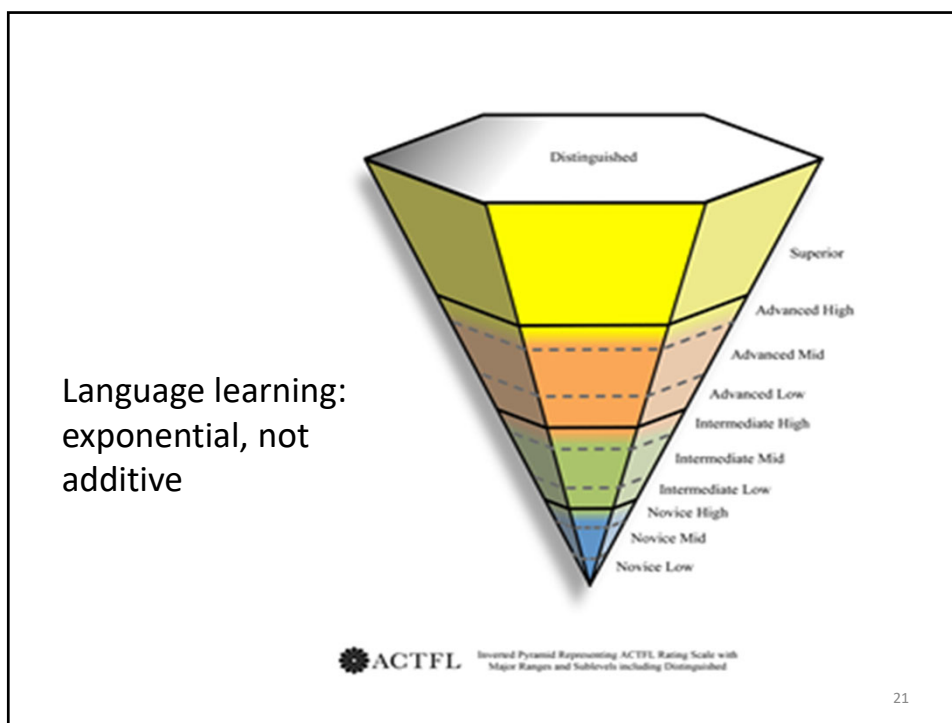 Distinguished
Superior
Advanced High
Advanced Mid
Advanced Low
Intermediate High
Intermediate Mid
Intermediate Low
Novice High
Novice Mid
Novice Low
Language learning:
exponential, not
additive
ACTFL
Inverted Pyramid Representing ACTFL Rating Scale with
Major Ranges and Sublevels including Distinguished
21